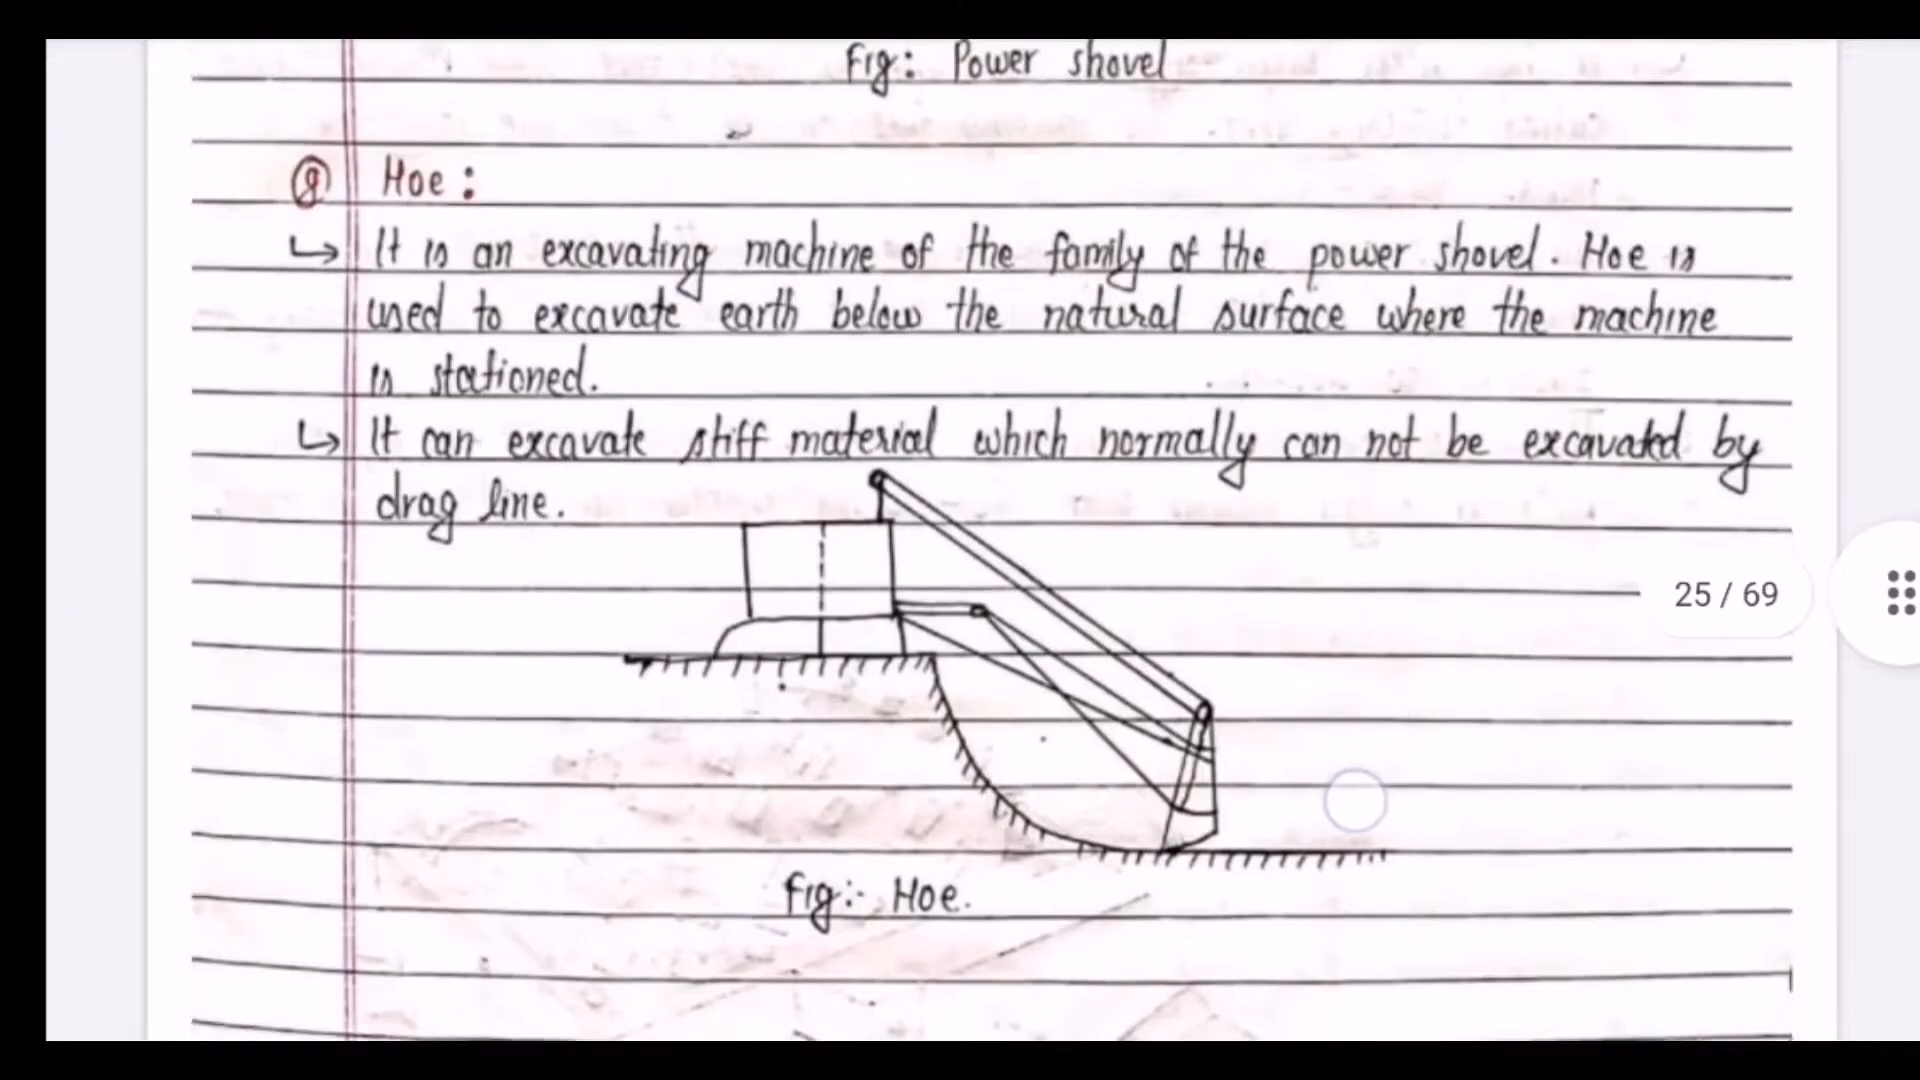 Fig: Power shovel
⑧ Hoe :
↳ It is an excavating machine of the family of the power shovel. Hoe is
used to excavate earth below the natural surface where the machine
is stationed.
↳ It can excavate stiff material which normally can not be excavated by
drag line.
25 / 69
Fig:- Hoe.